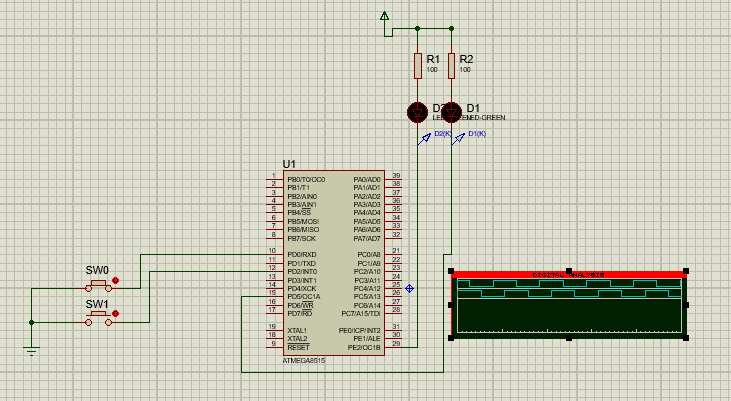 R1
100
R2
100
D1
D2(K)
D1(K)
U1
1 PB0/T0/OC0 PA0/AD0 39
2 PB1/T1 PA1/AD1 38
3 PB2/AIN0 PA2/AD2 37
4 PB3/AIN1 PA3/AD3 36
5 PB4/SS PA4/AD4 35
6 PB5/MOSI PA5/AD5 34
7 PB6/MISO PA6/AD6 33
8 PB7/SCK PA7/AD7 32
10 PD0/RXD PC0/A8 21
11 PD1/TXD PC1/A9 22
12 PD2/INT0 PC2/A10 23
13 PD3/INT1 PC3/A11 24
14 PD4/XCK PC4/A12 25
15 PD5/OC1A PC5/A13 26
16 PD6/WR PC6/A14 27
17 PD7/RD PC7/A15/TDI 28
19 XTAL1 PE0/ICP/INT2 31
18 XTAL2 PE1/ALE 30
9 RESET PE2/OC1B 29
ATMEGA8515
SW0
SW1
DIGITAL ANALYSIS